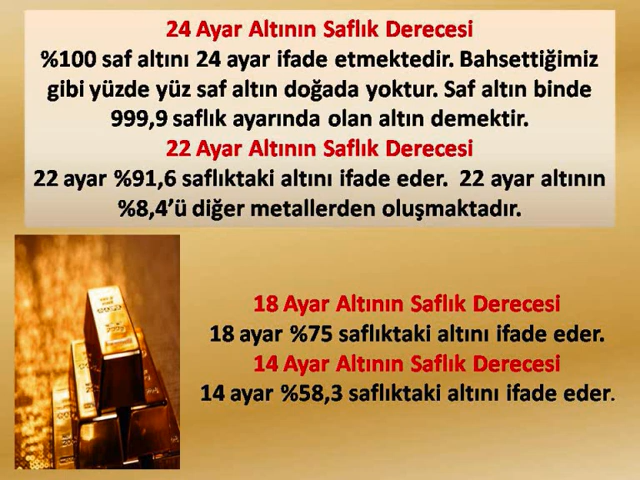 24 Ayar Altının Saflık Derecesi
%100 saf altını 24 ayar ifade etmektedir. Bahsettiğimiz
gibi yüzde yüz saf altın doğada yoktur. Saf altın binde
999,9 saflık ayarında olan altın demektir.
22 Ayar Altının Saflık Derecesi
22 ayar %91,6 saflıktaki altını ifade eder. 22 ayar altının
%8,4’ü diğer metallerden oluşmaktadır.
18 Ayar Altının Saflık Derecesi
18 ayar %75 saflıktaki altını ifade eder.
14 Ayar Altının Saflık Derecesi
14 ayar %58,3 saflıktaki altını ifade eder.